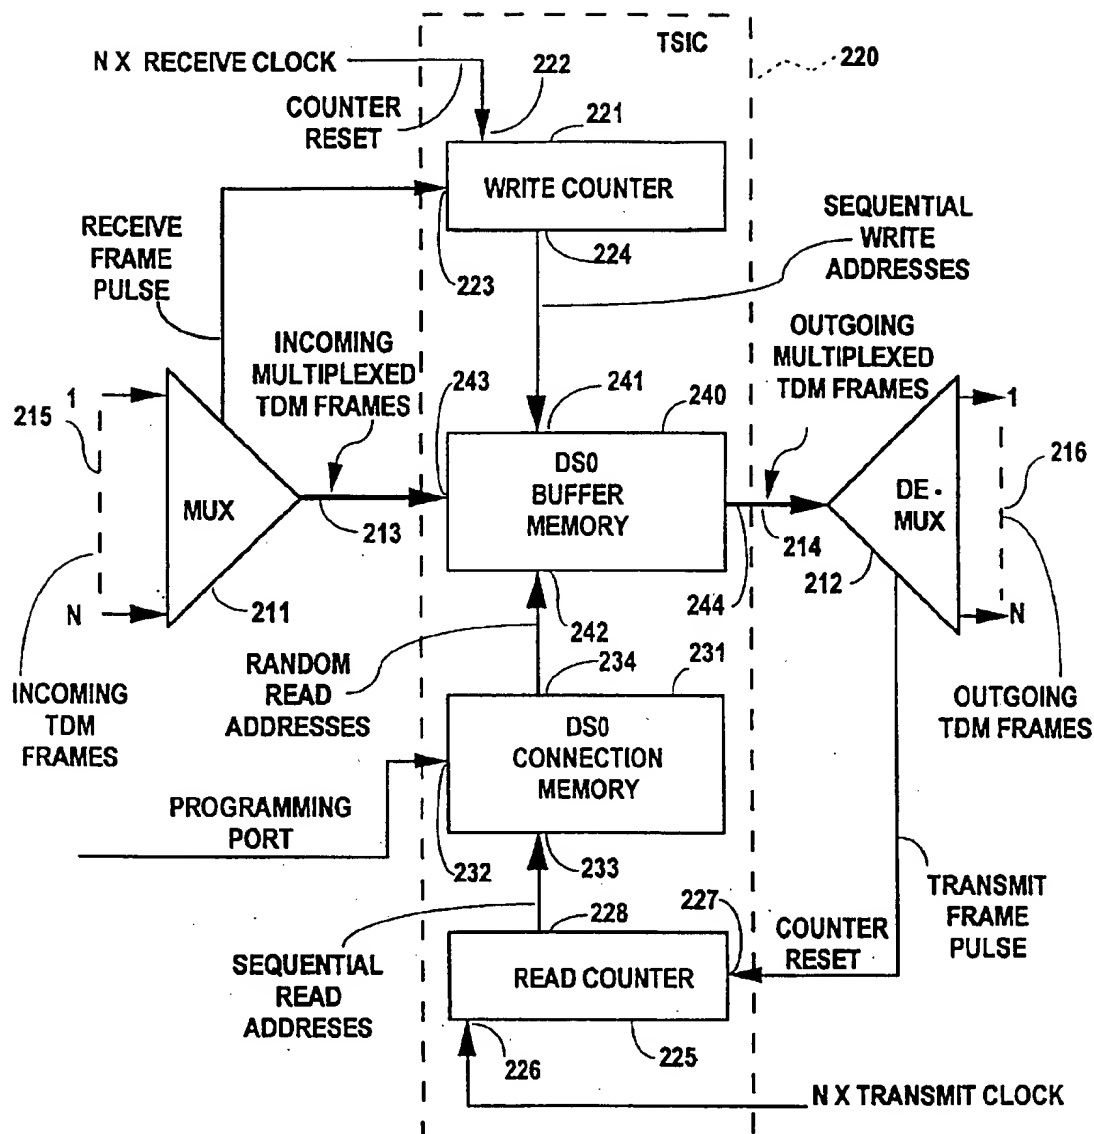 TSIC
220
N X RECEIVE CLOCK
222
COUNTER
RESET
221
WRITE COUNTER
RECEIVE
FRAME
PULSE
223
224
SEQUENTIAL
WRITE
ADDRESSES
INCOMING
MULTIPLEXED
TDM FRAMES
OUTGOING
MULTIPLEXED
TDM FRAMES
243
241
240
215
1
N
MUX
211
213
DS0
BUFFER
MEMORY
244
214
DE-
MUX
212
1
N
216
242
INCOMING
TDM
FRAMES
RANDOM
READ
ADDRESSES
234
231
DS0
CONNECTION
MEMORY
OUTGOING
TDM FRAMES
PROGRAMMING
PORT
232
233
228
227
TRANSMIT
FRAME
PULSE
COUNTER
RESET
SEQUENTIAL
READ
ADDRESES
READ COUNTER
226
225
N X TRANSMIT CLOCK